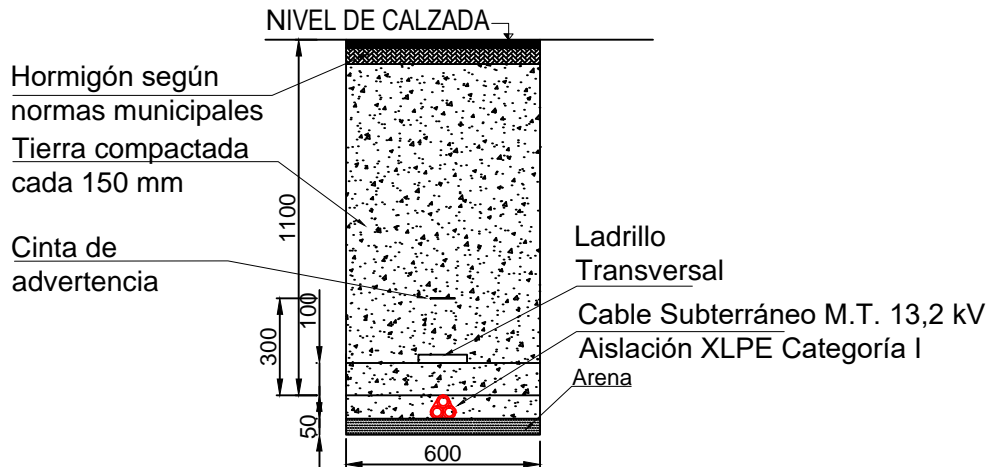 NIVEL DE CALZADA
Hormigón según
normas municipales
Tierra compactada
cada 150 mm
1100
Cinta de
advertencia
Ladrillo
Transversal
100
300
Cable Subterráneo M.T. 13,2 kV
Aislación XLPE Categoría I
Arena
50
600